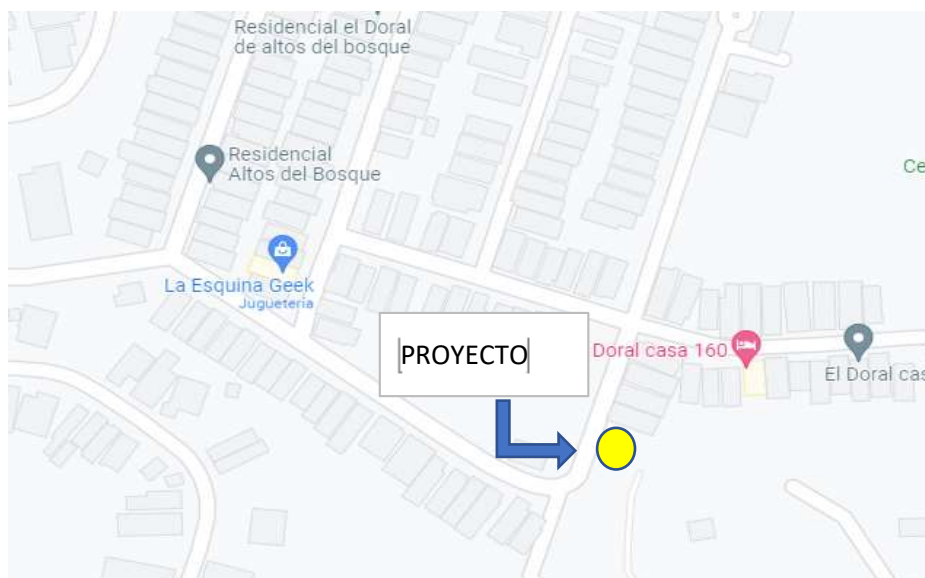 Residencial el Doral
de altos del bosque
Residencial
Altos del Bosque
Ce
La Esquina Geek
Juguetería
PROYECTO
Doral casa 160
El Doral cas